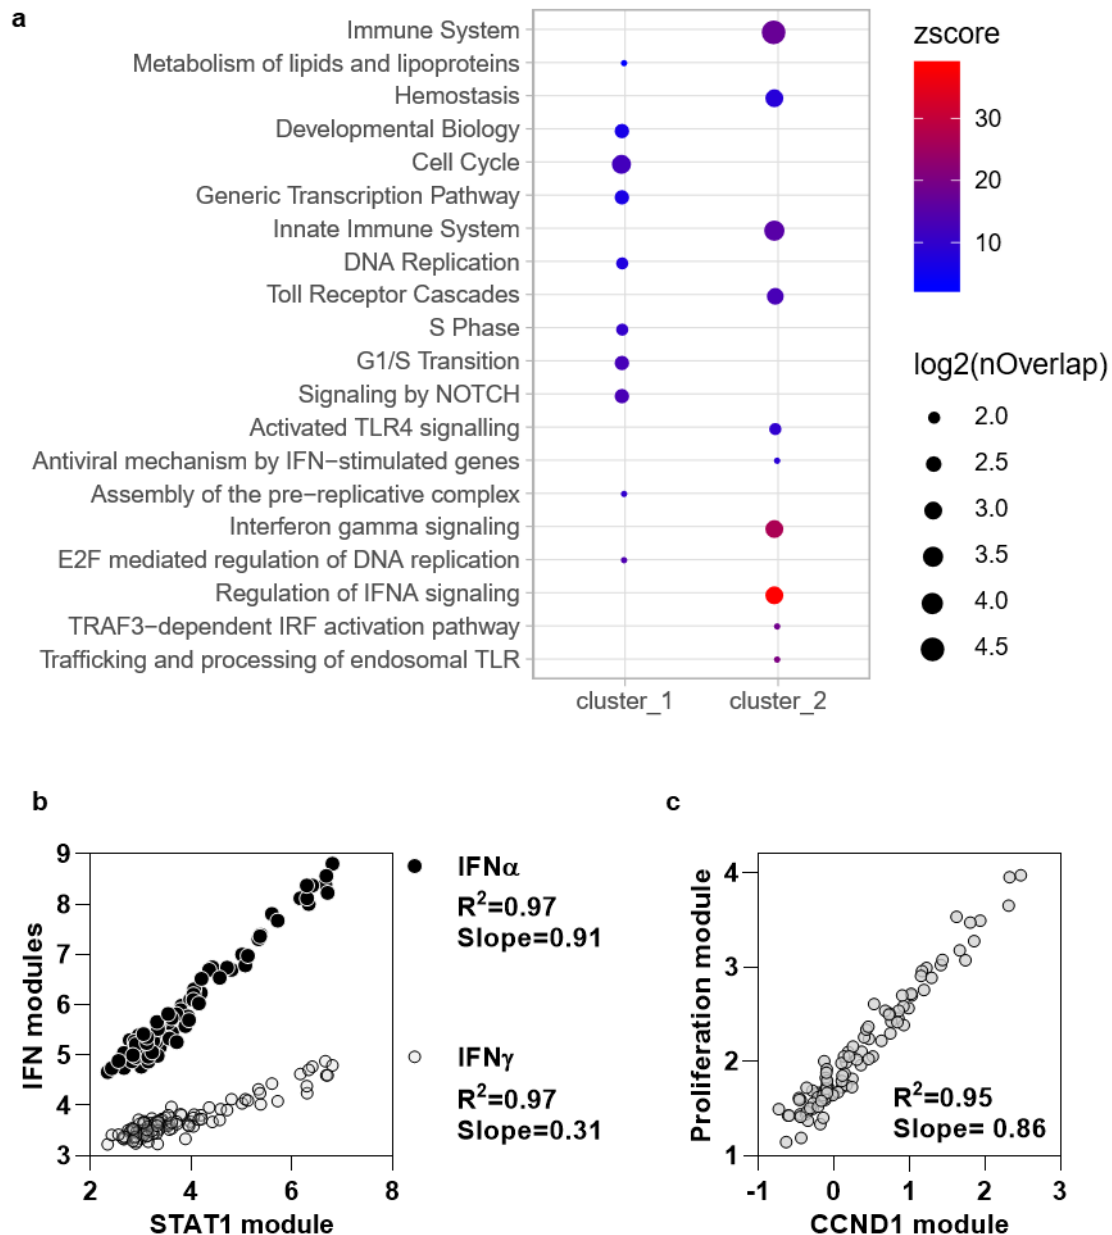 a
Immune System
Metabolism of lipids and lipoproteins
Hemostasis
Developmental Biology
Cell Cycle
Generic Transcription Pathway
Innate Immune System
DNA Replication
Toll Receptor Cascades
S Phase
G1/S Transition
Signaling by NOTCH
Activated TLR4 signalling
Antiviral mechanism by IFN−stimulated genes
Assembly of the pre−replicative complex
Interferon gamma signaling
E2F mediated regulation of DNA replication
Regulation of IFNA signaling
TRAF3−dependent IRF activation pathway
Trafficking and processing of endosomal TLR
cluster_1 cluster_2
zscore
30
20
10
log2(nOverlap)
2.0
2.5
3.0
3.5
4.0
4.5
b
IFN modules
9
8
7
6
5
4
3
2 4 6 8
STAT1 module
IFNα
R²=0.97
Slope=0.91
IFNγ
R²=0.97
Slope=0.31
c
Proliferation module
4
3
2
1
-1 0 1 2 3
CCND1 module
R²=0.95
Slope= 0.86